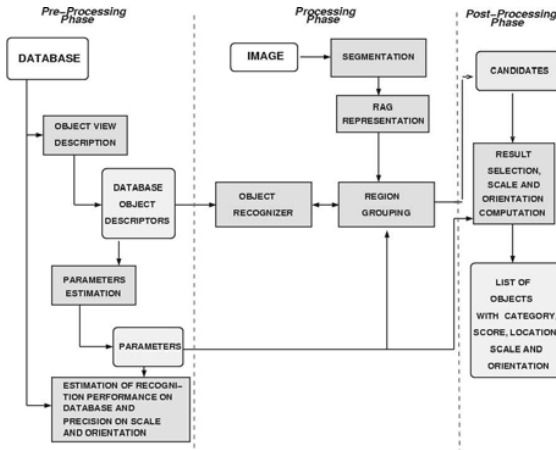 Pre-Processing
Phase
Processing
Phase
Post-Processing
Phase
DATABASE
OBJECT VIEW
DESCRIPTION
DATABASE
OBJECT
DESCRIPTORS
PARAMETERS
ESTIMATION
PARAMETERS
ESTIMATION OF RECOGNI-
TION PERFORMANCE ON
DATABASE AND
PRECISION ON SCALE
AND ORIENTATION
IMAGE
SEGMENTATION
RAG
REPRESENTATION
OBJECT
RECOGNIZER
REGION
GROUPING
CANDIDATES
RESULT
SELECTION,
SCALE AND
ORIENTATION
COMPUTATION
LIST OF
OBJECTS
WITH CATEGORY,
SCORE, LOCATION
SCALE AND
ORIENTATION